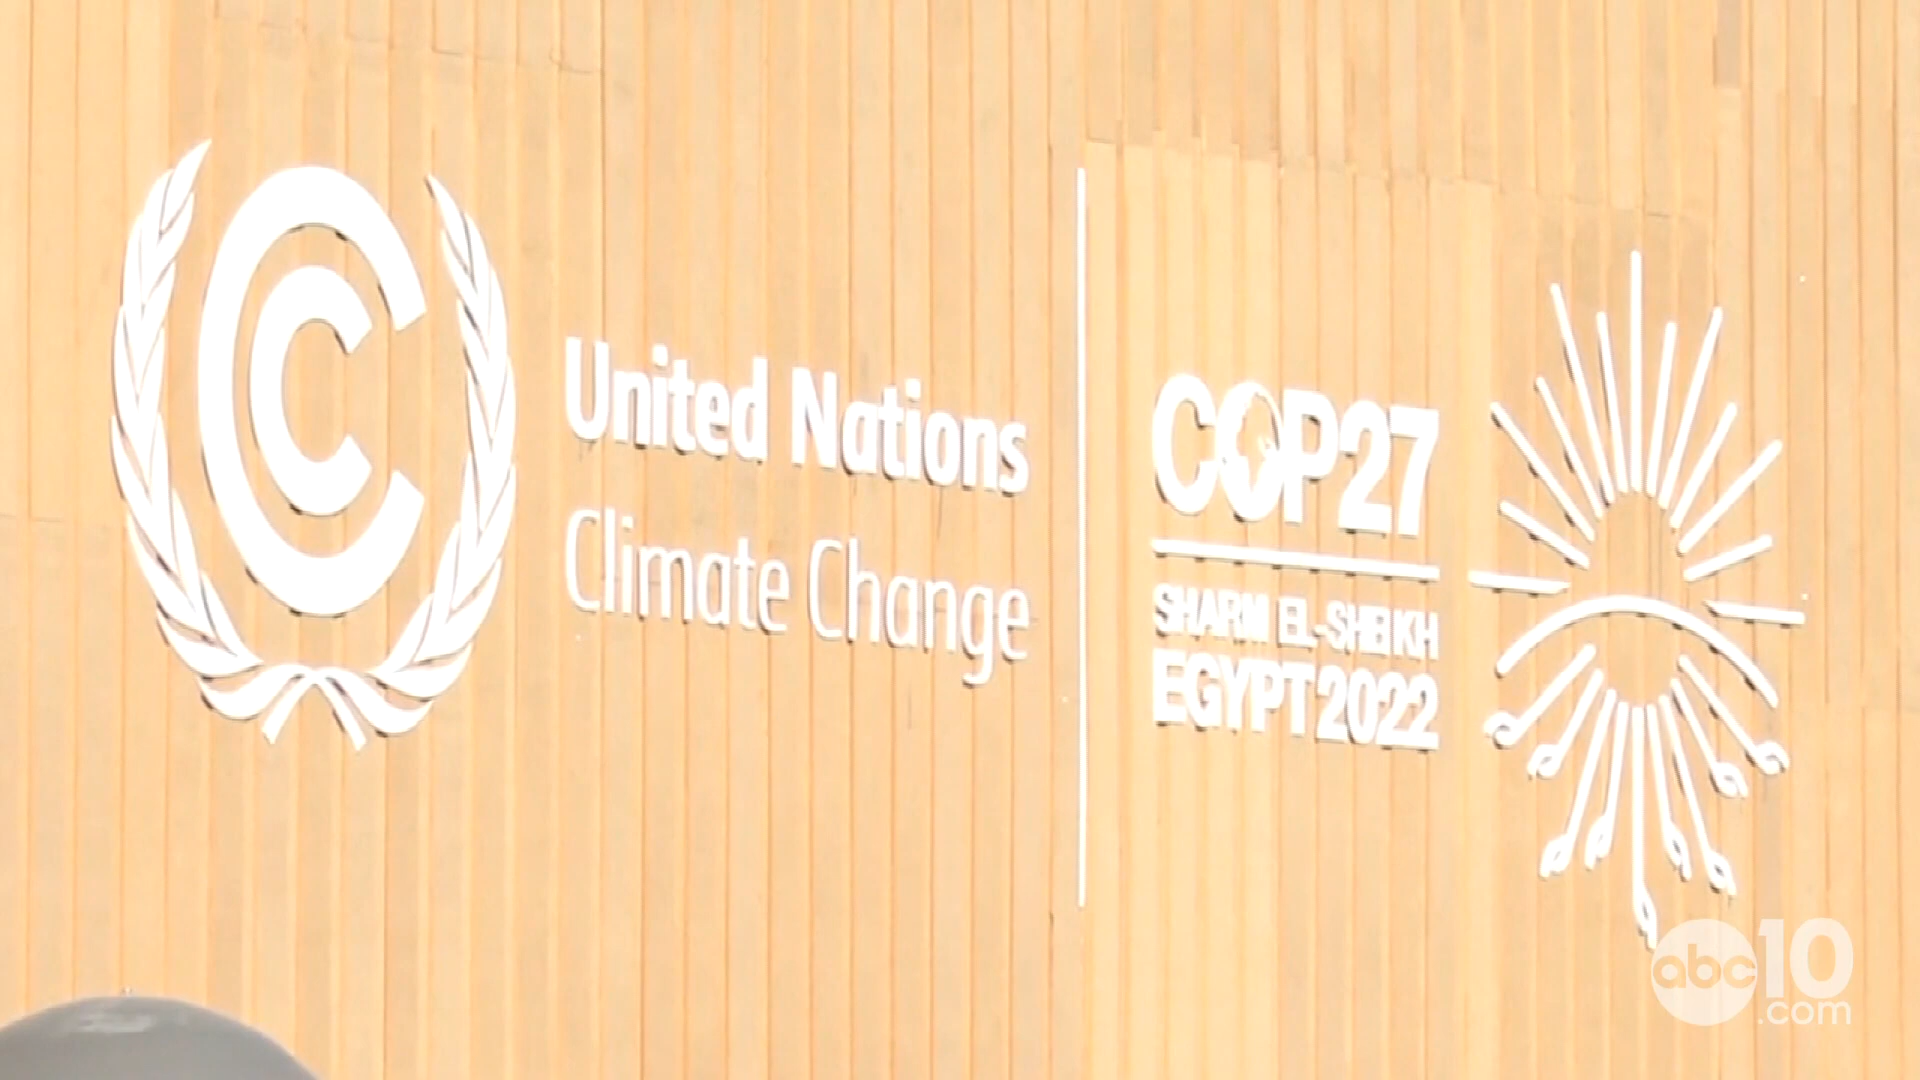 United Nations
Climate Change
COP27
SHARM EL-SHEIKH
EGYPT 2022
abc10
.com